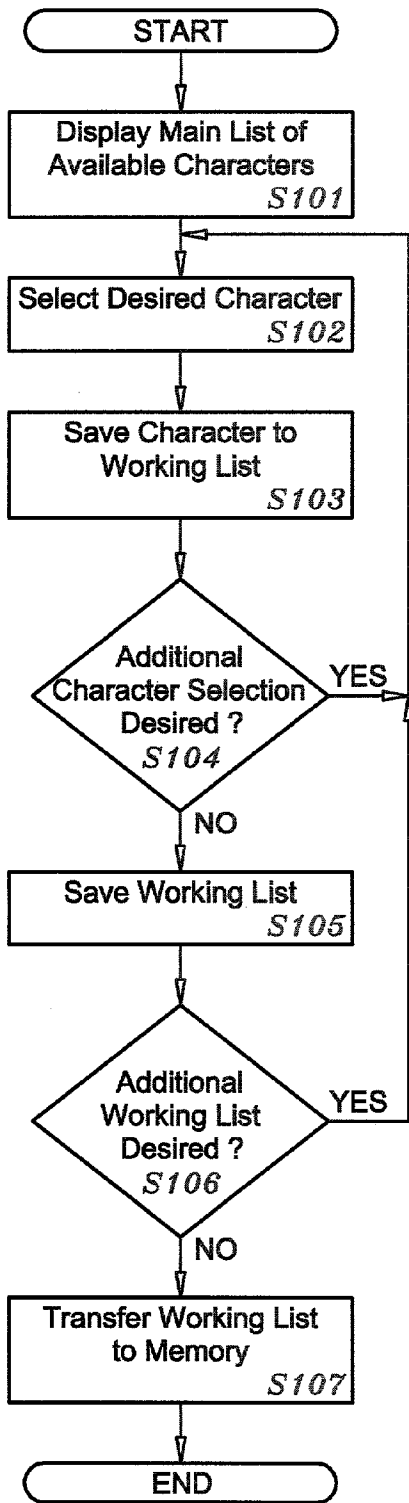 START
Display Main List of
Available Characters
S101
Select Desired Character
S102
Save Character to
Working List
S103
Additional
Character Selection
Desired ?
S104
YES
NO
Save Working List
S105
Additional
Working List
Desired ?
S106
YES
NO
Transfer Working List
to Memory
S107
END